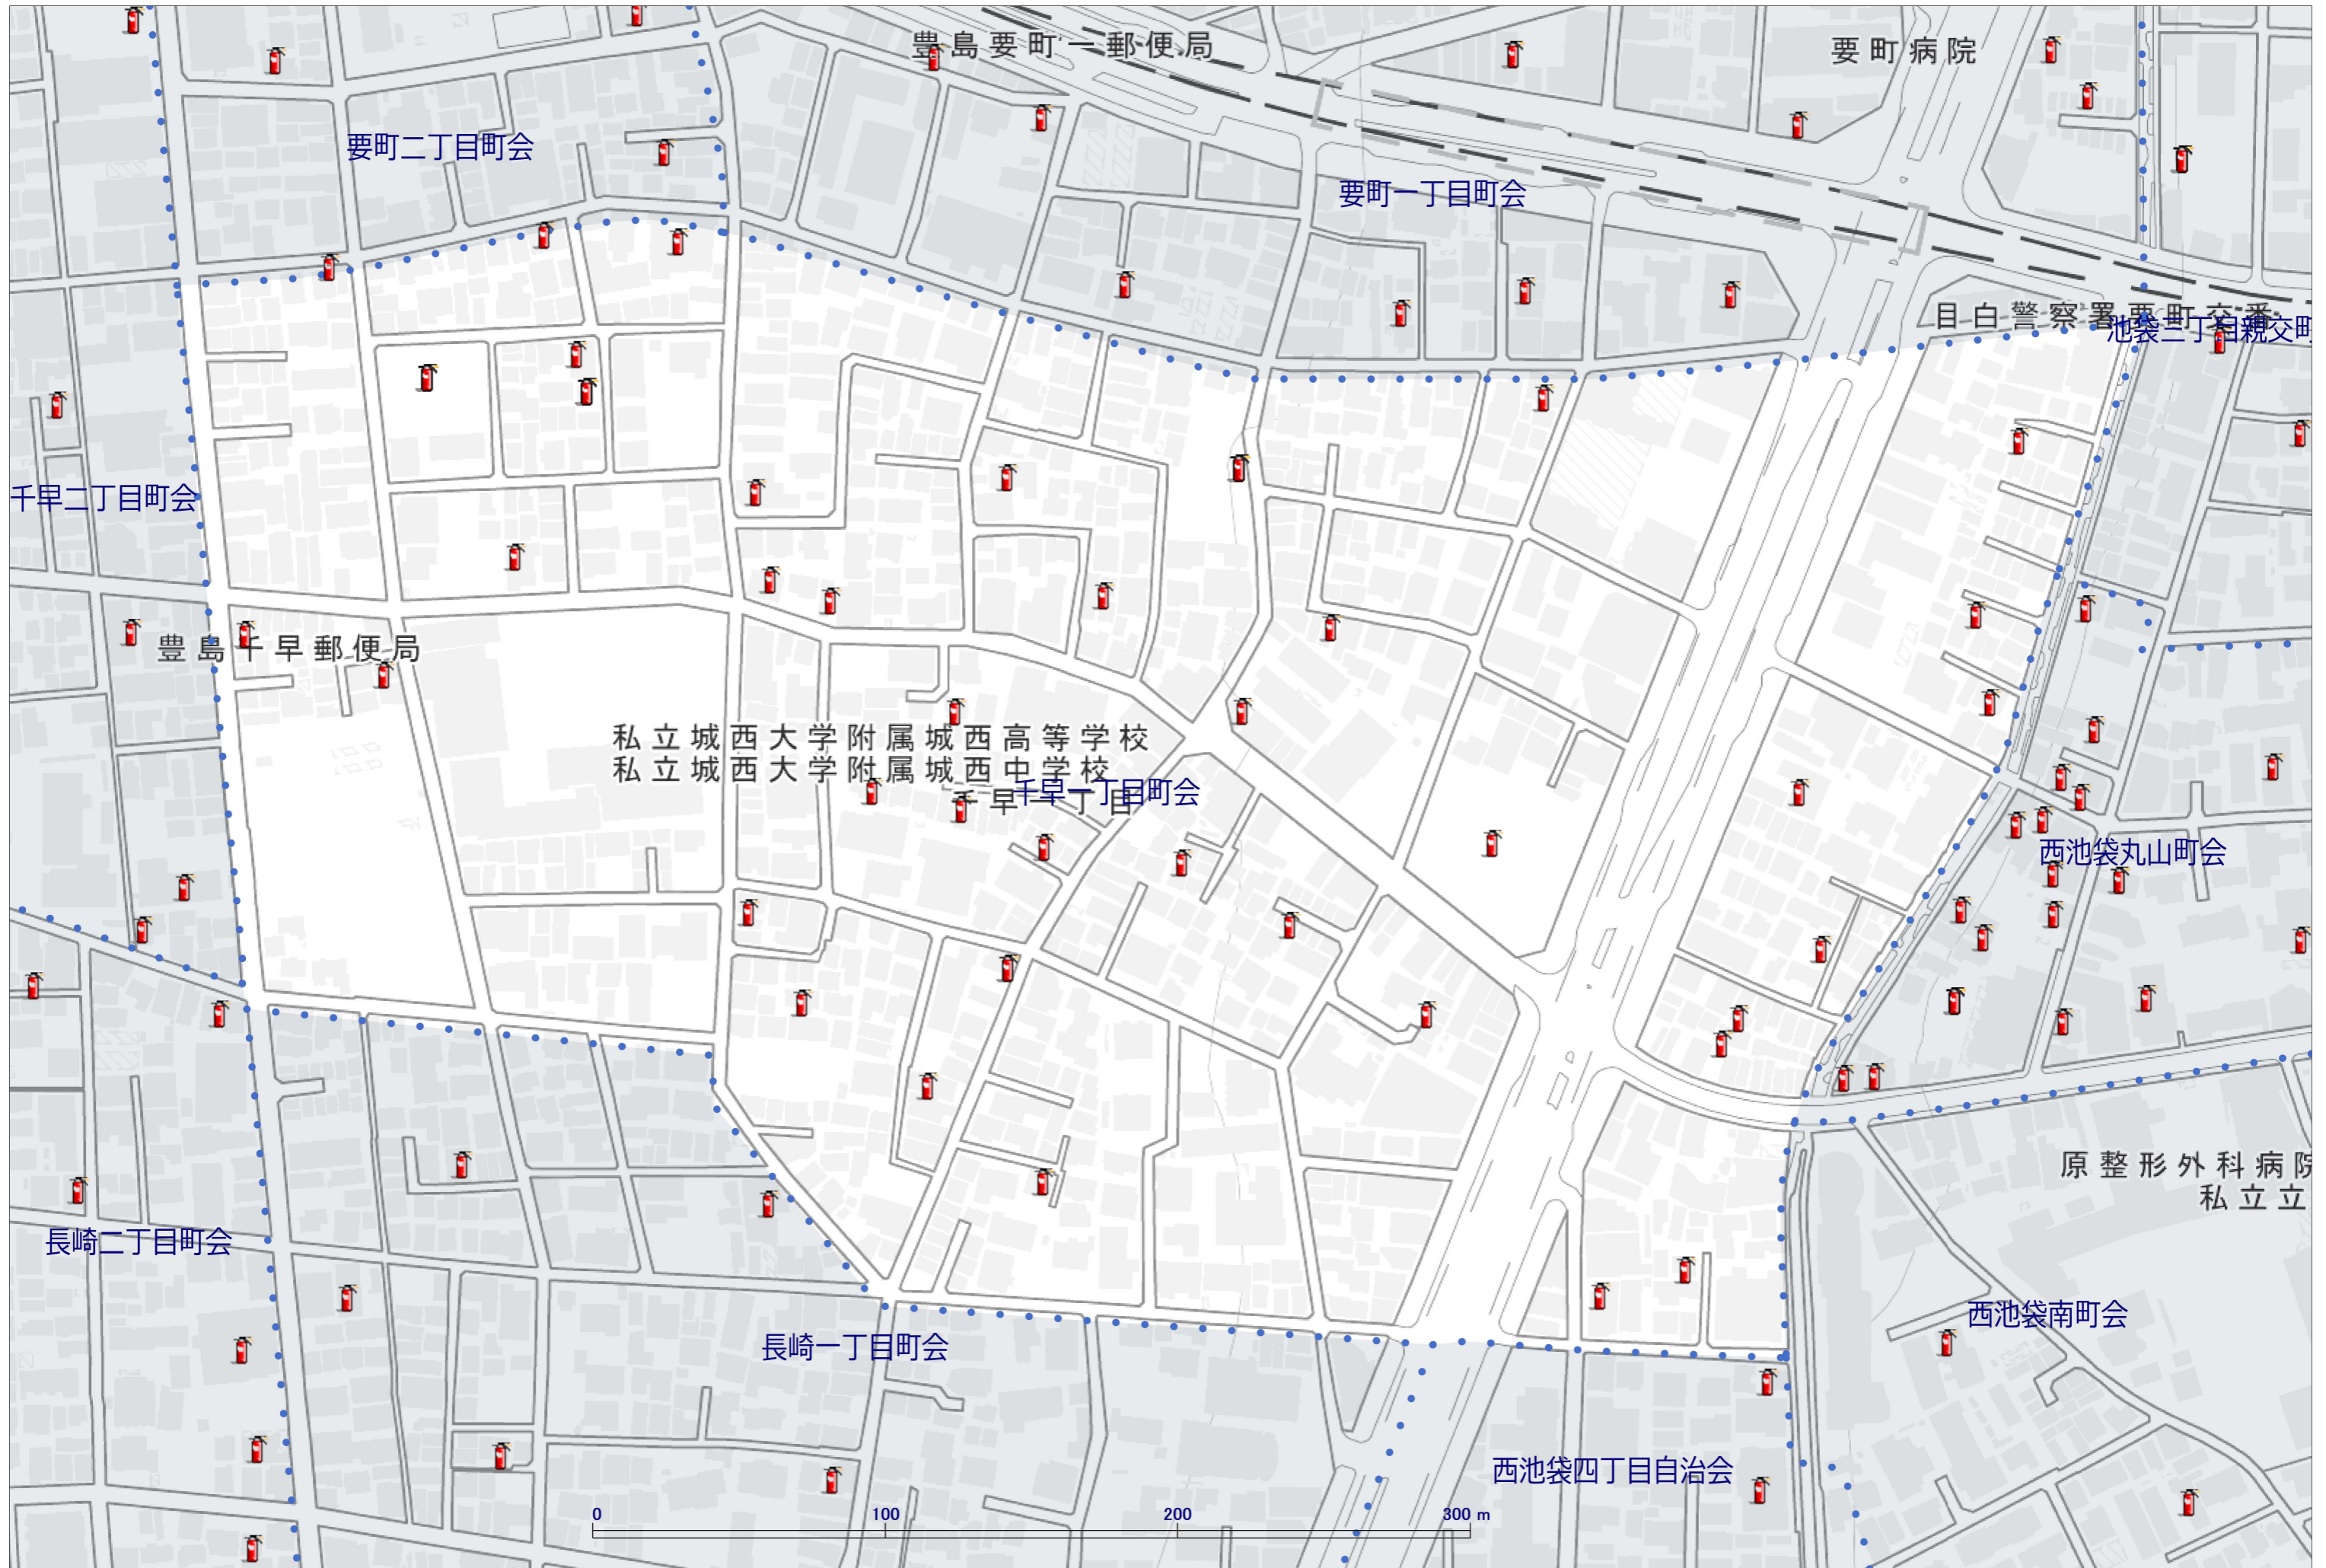 豊島要町一郵便局
要町病院
要町二丁目町会
要町一丁目町会
目白警察署要町交番
池袋三丁目親交町
千早二丁目町会
豊島千早郵便局
私立城西大学附属城西高等学校
私立城西大学附属城西中学校
千早一丁目町会
千早一丁目
西池袋丸山町会
原整形外科病院
私立立
長崎二丁目町会
西池袋南町会
長崎一丁目町会
西池袋四丁目自治会
0 100 200 300 m